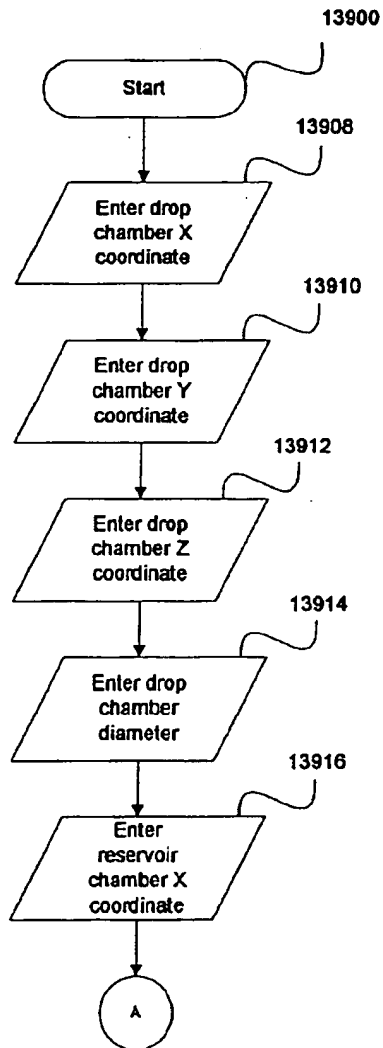 13900
Start
13908
Enter drop
chamber X
coordinate
13910
Enter drop
chamber Y
coordinate
13912
Enter drop
chamber Z
coordinate
13914
Enter drop
chamber
diameter
13916
Enter
reservoir
chamber X
coordinate
A